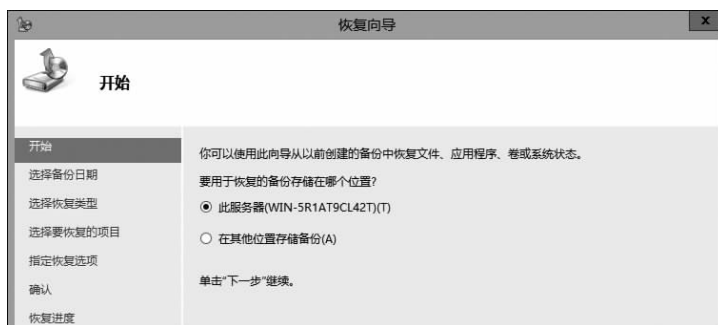 恢复向导
x
开始
开始
选择备份日期
选择恢复类型
选择要恢复的项目
指定恢复选项
确认
恢复进度
你可以使用此向导从以前创建的备份中恢复文件、应用程序、卷或系统状态。
要用于恢复的备份存储在哪个位置?
此服务器(WIN-5R1AT9CL42T)(T)
在其他位置存储备份(A)
单击"下一步"继续。